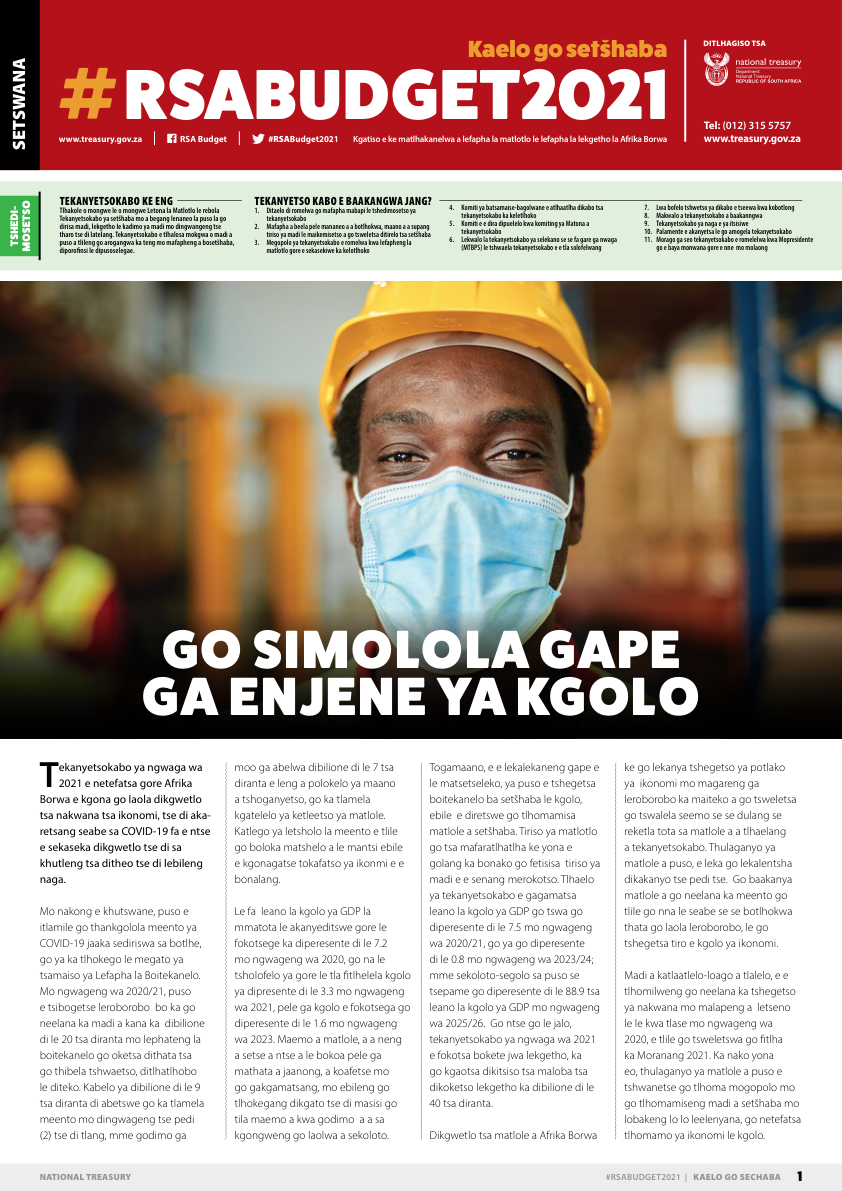 SETSWANA
Kaelo go setšhaba
#RSABUDGET2021
www.treasury.gov.za
RSA Budget
#RSABudget2021
Kgatiso e ke matlhakanelwa a lefapha la matlotlo le lefapha la lekgetho la Afrika Borwa
DITLHAGISO TSA
national treasury
Department:
National Treasury
REPUBLIC OF SOUTH AFRICA
Tel: (012) 315 5757
www.treasury.gov.za
TSHEDI-
MOSETSO
TEKANYETSOKABO KE ENG
Tlhakole o mongwe le o mongwe Letona la Matlotlo le rebola
Tekanyetsokabo ya setšhaba mo a begang lenaneo la puso la go
dirisa madi, lekgetho le kadimo ya madi mo dingwangeng tse
tharo tse di latelang. Tekanyetsokabo e tlhalosa mokgwa o madi a
puso a tlileng go arogangwa ka teng mo mafapheng a bosetšhaba,
diporofinsi le dipusoselegae.
TEKANYETSO KABO E BAAKANGWA JANG?
1. Ditaelo di romelwa go mafapha mabapi le tshedimosetso ya
tekanyetsokabo
2. Mafapha a beela pele mananeo a a botlhokwa, maano a a supang
tiriso ya madi le maikemisetso a go tsweletsa ditirelo tsa setšhaba
3. Megopolo ya tekanyetsokabo e romelwa kwa lefapheng la
matlotlo gore e sekasekiwe ka kelotlhoko
4. Komiti ya batsamaise-bagolwane e atlhaatlha dikabo tsa
tekanyetsokabo ka keletlhoko
5. Komiti e e dira dipuelelo kwa komiting ya Matona a
tekanyetsokabo
6. Lekwalo la tekanyetsokabo ya selekano se se fa gare ga nwaga
(MTBPS) le tshwaela tekanyetsokabo e e tla solofelwang
7. Lwa bofelo tshwetso ya dikabo e tseewa kwa kobotlong
8. Makwalo a tekanyetsokabo a baakanngwa
9. Tekanyetsokabo ya naga e ya itsisiwe
10. Palamente e akanyetsa le go amogela tekanyetsokabo
11. Moraga ga seo tekanyetsokabo e romelelwa kwa Mopresidente
go e baya monwana gore e nne mo molaong
GO SIMOLOLA GAPE
GA ENJENE YA KGOLO
Tekanyetsokabo ya ngwaga wa
2021 e netefatsa gore Afrika
Borwa e kgona go laola dikgwetlo
tsa nakwana tsa ikonomi, tse di aka-
retsang seabe sa COVID-19 fa e ntse
e sekaseka dikgwetlo tse di sa
khutleng tsa ditheo tse di lebileng
naga.
Mo nakong e khutswane, puso e
itlamile go thankgolola meento ya
COVID-19 jaaka sediriswa sa botlhe,
go ya ka tlhokego le megato ya
tsamaiso ya Lefapha la Boitekanelo.
Mo ngwageng wa 2020/21, puso
e tsibogetse leroborobo bo ka go
neelana ka madi a kana ka dibilione
di le 20 tsa diranta mo lephateng la
boitekanelo go oketsa dithata tsa
go thibela tshwaetso, ditlhatlhobo
le diteko. Kabelo ya dibilione di le 9
tsa diranta di abetswe go ka tlamela
meento mo dingwageng tse pedi
(2) tse di tlang, mme godimo ga
moo ga abelwa dibilione di le 7 tsa
diranta e leng a polokelo ya maano
a tshoganyetso, go ka tlamela
kgatelelo ya ketleetso ya matlole.
Katlego ya letsholo la meento e tlile
go boloka matshelo a le mantsi ebile
e kgonagatse tokafatso ya ikonmi e e
bonalang.
Le fa leano la kgolo ya GDP la
mmatota le akanyeditswe gore le
fokotsege ka diperesente di le 7.2
mo ngwageng wa 2020, go na le
tsholofelo ya gore le tla fitlhelela kgolo
ya dipresente di le 3.3 mo ngwageng
wa 2021, pele ga kgolo e fokotsega go
diperesente di le 1.6 mo ngwageng
wa 2023. Maemo a matlole, a a neng
a setse a ntse a le bokoa pele ga
mathata a jaanong, a koafetse mo
go gakgamatsang, mo ebileng go
tlhokegang dikgato tse di masisi go
tila maemo a kwa godimo a a sa
kgongweng go laolwa a sekoloto.
Togamaano, e e lekalekaneng gape e
le matsetseleko, ya puso e tshegetsa
boitekanelo ba setšhaba le kgolo,
ebile e diretswe go tlhomamisa
matlole a setšhaba. Tiriso ya matlotlo
go tsa mafaratlhatlha ke yona e
golang ka bonako go fetisisa tiriso ya
madi e e senang merokotso. Tlhaelo
ya tekanyetsokabo e gagamatsa
leano la kgolo ya GDP go tswa go
diperesente di le 7.5 mo ngwageng
wa 2020/21, go ya go diperesente
di le 0.8 mo ngwageng wa 2023/24;
mme sekoloto-segolo sa puso se
tsepame go diperesente di le 88.9 tsa
leano la kgolo ya GDP mo ngwageng
wa 2025/26. Go ntse go le jalo,
tekanyetsokabo ya ngwaga wa 2021
e fokotsa bokete jwa lekgetho, ka
go kgaotsa dikitsiso tsa maloba tsa
dikoketso lekgetho ka dibilione di le
40 tsa diranta.
Dikgwetlo tsa matlole a Afrika Borwa
ke go lekanya tshegetso ya potlako
ya ikonomi mo magareng ga
leroborobo ka maiteko a go tsweletsa
go tswalela seemo se se dulang se
reketla tota sa matlole a a tlhaelang
a tekanyetsokabo. Thulaganyo ya
matlole a puso, e leka go lekalentsha
dikakanyo tse pedi tse. Go baakanya
matlole a go neelana ka meento go
tlile go nna le seabe se se botlhokwa
thata go laola leroborobo, le go
tshegetsa tiro e kgolo ya ikonomi.
Madi a katlaatlelo-loago a tlalelo, e e
tlhomilweng go neelana ka tshegetso
ya nakwana mo malapeng a letseno
le le kwa tlase mo ngwageng wa
2020, e tlile go tsweletswa go fitlha
ka Moranang 2021. Ka nako yona
eo, thulaganyo ya matlole a puso e
tshwanetse go tlhoma mogopolo mo
go tlhomamiseng madi a setšhaba mo
lobakeng lo lo leelenyana, go netefatsa
tlhomamo ya ikonomi le kgolo.
NATIONAL TREASURY
#RSABUDGET2021 | KAELO GO SECHABA 1